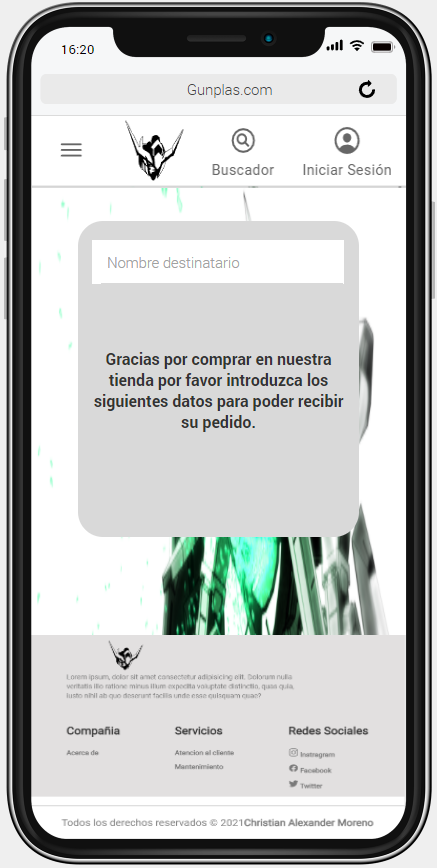 16:20
Gunplas.com
Buscador
Iniciar Sesión
Nombre destinatario
Gracias por comprar en nuestra
tienda por favor introduzca los
siguientes datos para poder recibir
su pedido.
Lorem ipsum, dolor sit amet consectetur adipisicing elit. Dolorum nulla
veritatis illo ratione minus illum expedita voluptate distinctio. quae quia,
iusto nihil ab quo deserunt facilis unde esse quisquam quae?
Compañia
Servicios
Redes Sociales
Acerca de
Atencion el cliente
Instragram
Mantenimiento
Facebook
Twitter
Todos los derechos reservados © 2021Christian Alexander Moreno